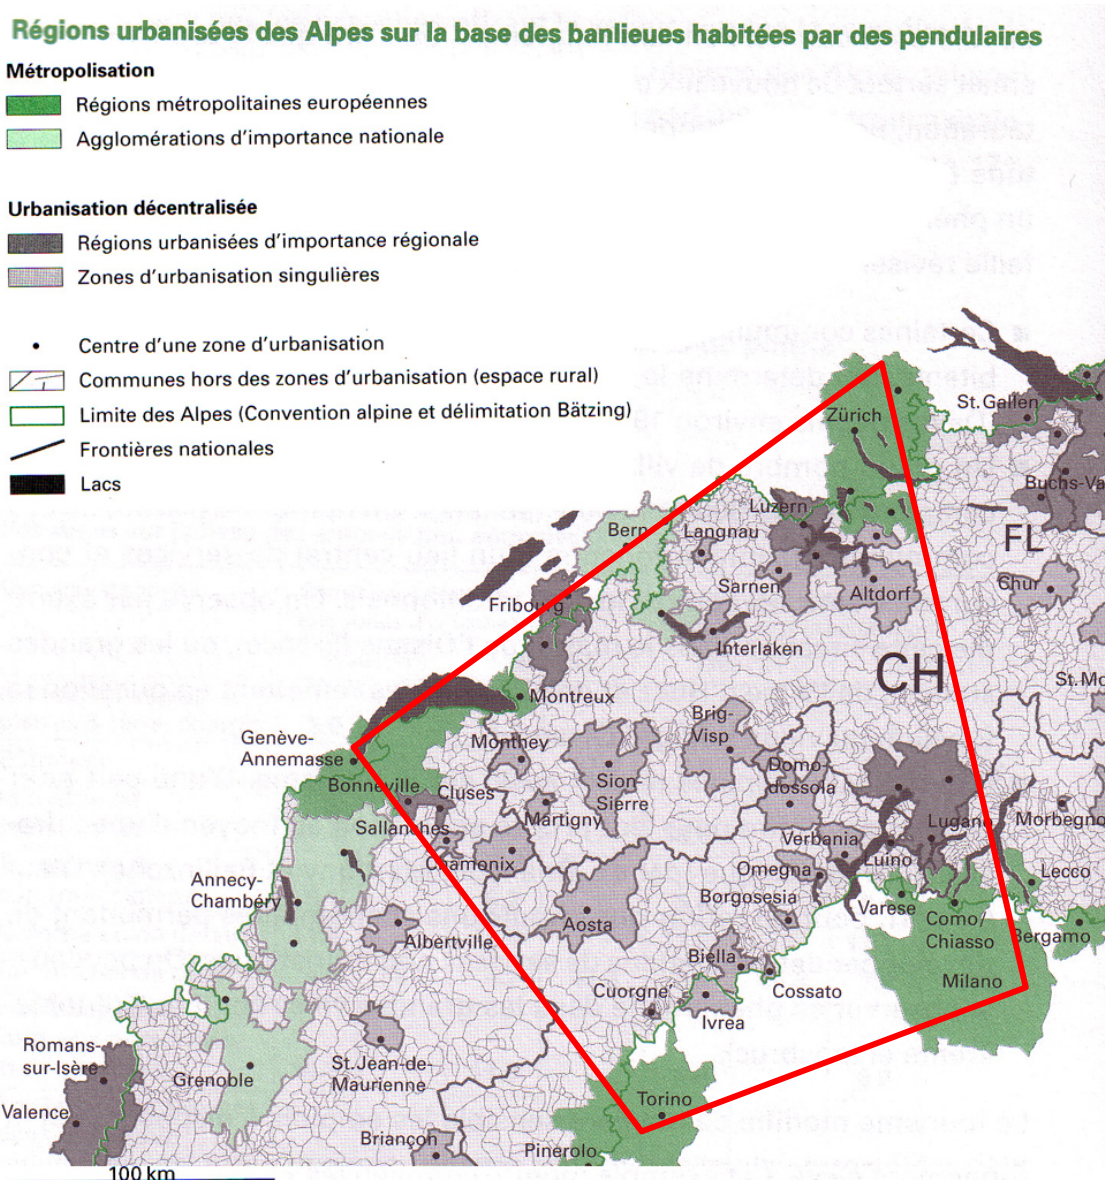 Régions urbanisées des Alpes sur la base des banlieues habitées par des pendulaires
Métropolisation
Régions métropolitaines européennes
Agglomérations d'importance nationale
Urbanisation décentralisée
Régions urbanisées d'importance régionale
Zones d'urbanisation singulières
Centre d'une zone d'urbanisation
Communes hors des zones d'urbanisation (espace rural)
Limite des Alpes (Convention alpine et délimitation Bätzing)
Frontières nationales
Lacs
St.Gallen
Zürich
Buchs-Va
Luzern
Bern
Langnau
FL
Sarnen
Altdorf
Chur
Fribourg
Interlaken
CH
St.Mo
Montreux
Brig-
Visp
Genève-
Annemasse
Monthey
Domo-
dossola
Bonneville
Cluses
Sion-
Sierre
Martigny
Lugano
Morbegno
Sallanches
Verbania
Chamonix
Luino
Omegna
Lecco
Annecy-
Chambéry
Borgosesia
Varese
Como/
Chiasso
Aosta
Albertville
Bergamo
Biella
Milano
Cuorgne'
Cossato
Ivrea
Romans-
sur-Isère
St.Jean-de-
Maurienne
Grenoble
Valence
Torino
Briançon
Pinerolo
100 km